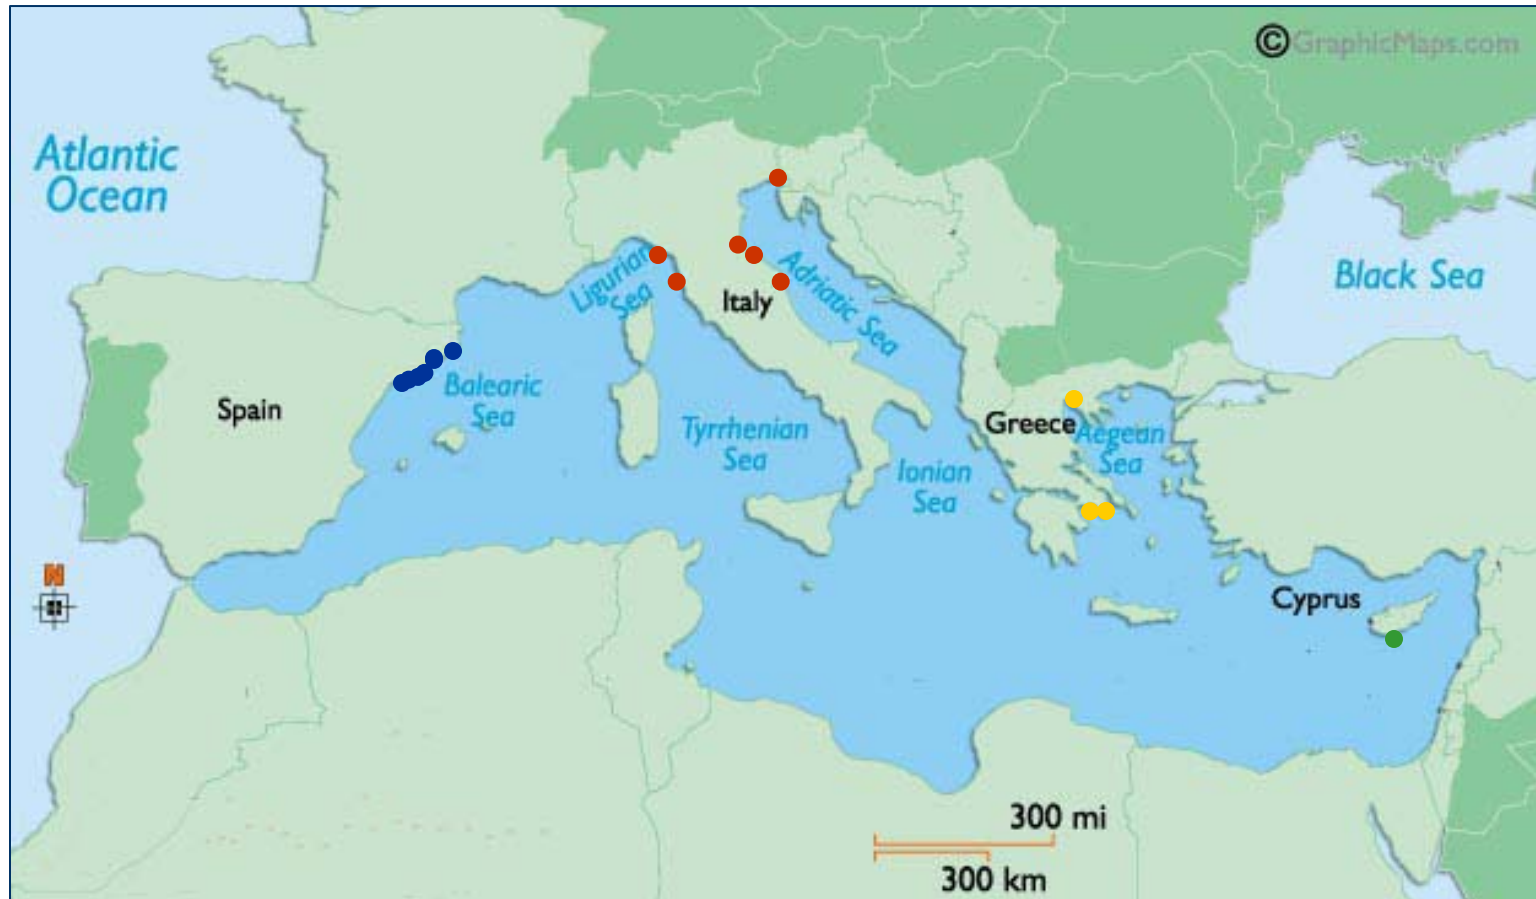 ©GraphicMaps.com
Atlantic
Ocean
Black Sea
Ligurian
Sea
Adriatic Sea
Italy
Balearic
Sea
Spain
Tyrrhenian
Sea
Greece
Aegean
Sea
Ionian
Sea
N
Cyprus
300 mi
300 km